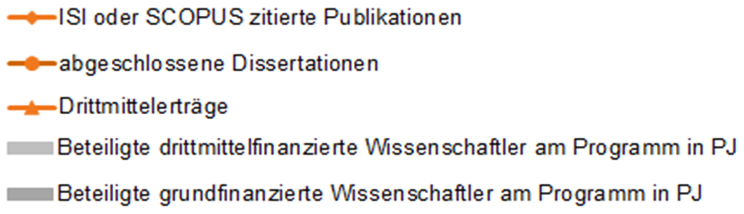 ISI oder SCOPUS zitierte Publikationen
abgeschlossene Dissertationen
Drittmittelerträge
Beteiligte drittmittelfinanzierte Wissenschaftler am Programm in PJ
Beteiligte grundfinanzierte Wissenschaftler am Programm in PJ